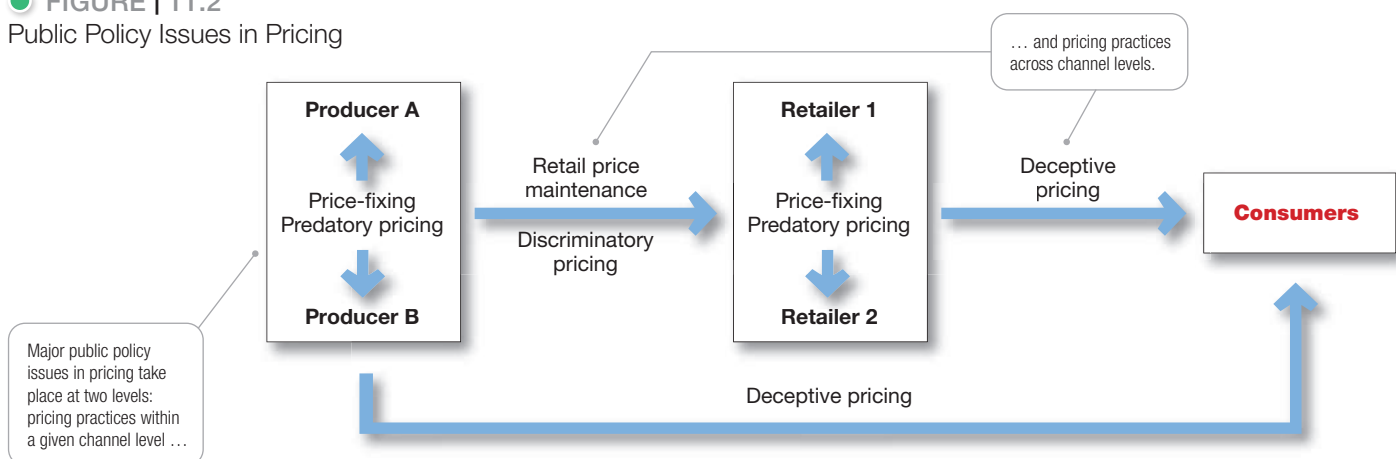 FIGURE | 11.2
Public Policy Issues in Pricing
… and pricing practices
across channel levels.
Producer A
Price-fixing
Predatory pricing
Producer B
Retail price
maintenance
Discriminatory
pricing
Retailer 1
Price-fixing
Predatory pricing
Retailer 2
Deceptive
pricing
Consumers
Major public policy
issues in pricing take
place at two levels:
pricing practices within
a given channel level …
Deceptive pricing